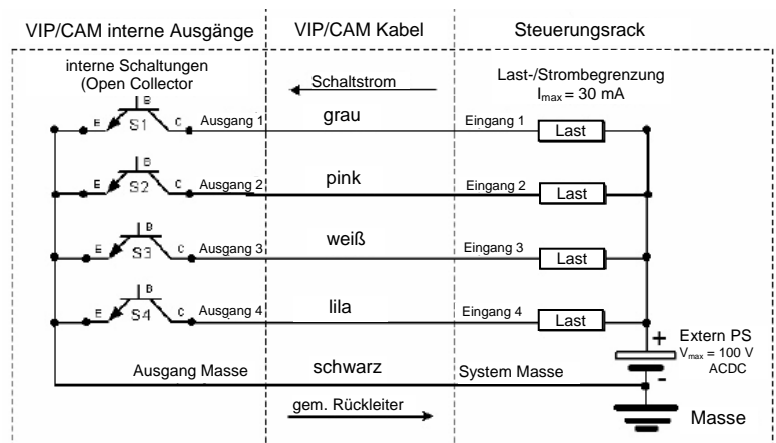 VIP/CAM interne Ausgänge
VIP/CAM Kabel
Steuerungsrack
interne Schaltungen
(Open Collector
Schaltstrom
Last-/Strombegrenzung
Imax = 30 mA
B
E
S1
C
Ausgang 1
grau
Eingang 1
Last
B
E
S2
C
Ausgang 2
pink
Eingang 2
Last
B
E
S3
C
Ausgang 3
weiß
Eingang 3
Last
B
E
S4
C
Ausgang 4
lila
Eingang 4
Last
+
Extern PS
Vmax = 100 V
ACDC
-
Ausgang Masse
schwarz
System Masse
gem. Rückleiter
Masse